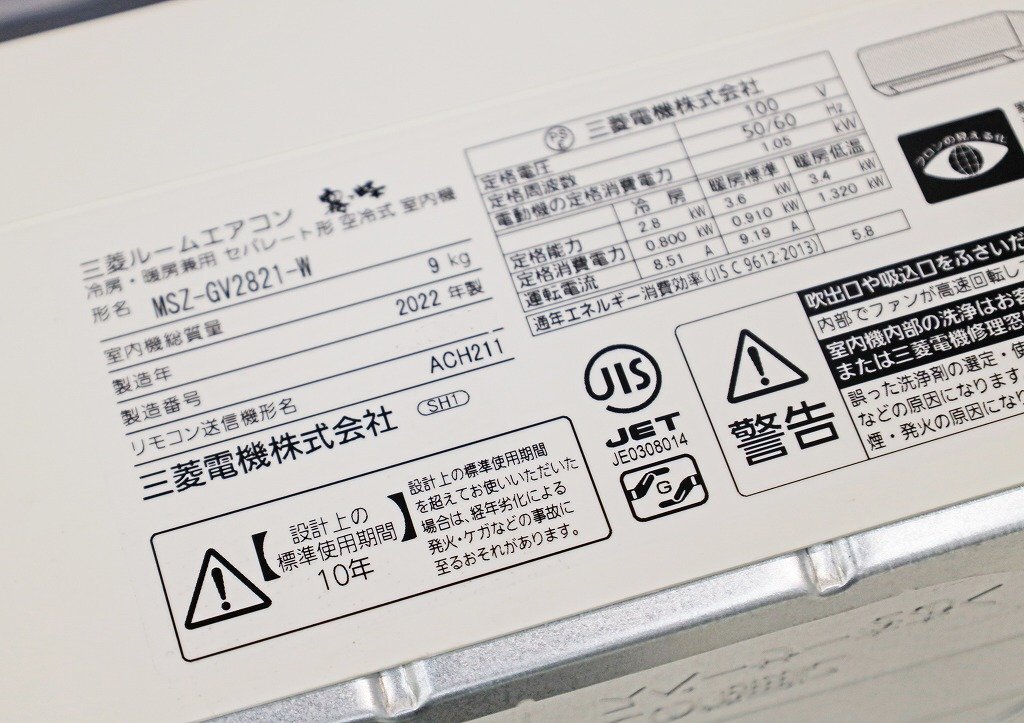 三菱ルームエアコン
冷房・暖房兼用 セパレート形 空冷式 室内機
形名 MSZ-GV2821-W
室内機総質量 9 kg
製造年 2022 年製
製造番号
リモコン送信機形名 ACH211
三菱電機株式会社 SH1
設計上の
標準使用期間
10年
設計上の標準使用期間
を超えてお使いいただいた
場合は、経年劣化による
発火・ケガなどの事故に
至るおそれがあります。
PSE 三菱電機株式会社
定格電圧 100 V
定格周波数 50/60 Hz
電動機の定格消費電力 1.05 kW
冷房 暖房標準 暖房低温
定格能力 2.8 kW 3.6 kW 3.4 kW
定格消費電力 0.800 kW 0.910 kW 1.320 kW
運転電流 8.51 A 9.19 A
通年エネルギー消費効率(JIS C 9612:2013) 5.8
JIS
JET
JE0308014
G
フロンの見える化
警告
吹出口や吸込口をふさいだ
内部でファンが高速回転し
室内機内部の洗浄はお客
または三菱電機修理窓
誤った洗浄剤の選定・使
などの原因になります
煙・発火の原因になり